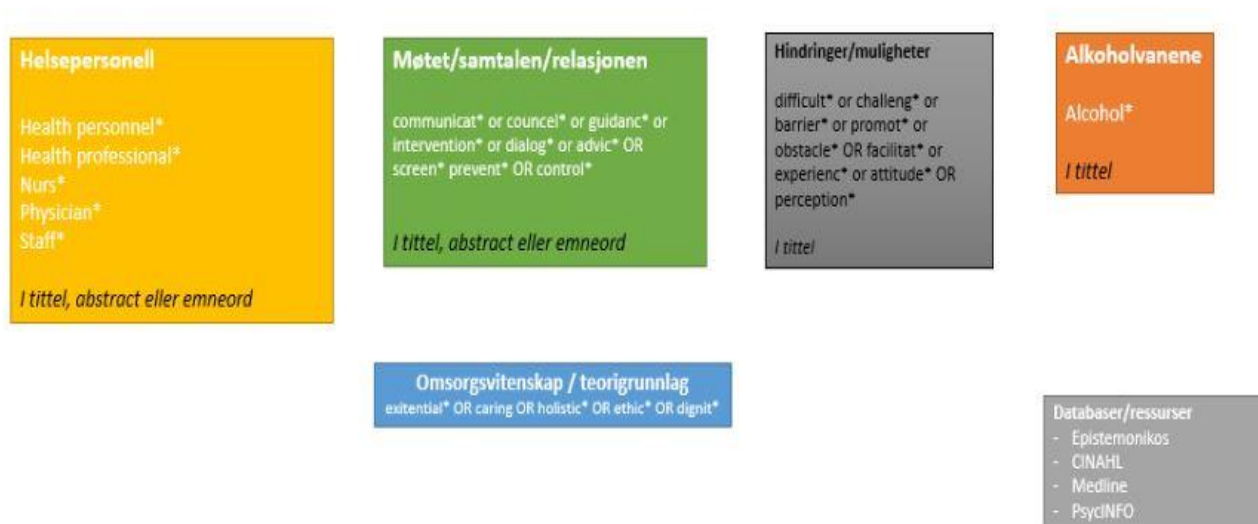 Helsepersonell
Health personnel*
Health professional*
Nurs*
Physician*
Staff*
I tittel, abstract eller emneord
Møtet/samtalen/relasjonen
communicat* or councel* or guidanc* or
intervention* or dialog* or advic* OR
screen* prevent* OR control*
I tittel, abstract eller emneord
Hindringer/muligheter
difficult* or challeng* or
barrier* or promot* or
obstacle* OR facilitat* or
experienc* or attitude* OR
perception*
I tittel
Alkoholvanene
Alcohol*
I tittel
Omsorgsvitenskap / teorigrunnlag
exitential* OR caring OR holistic* OR ethic* OR dignit*
Databaser/ressurser
- Epistemonikos
- CINAHL
- Medline
- PsycINFO